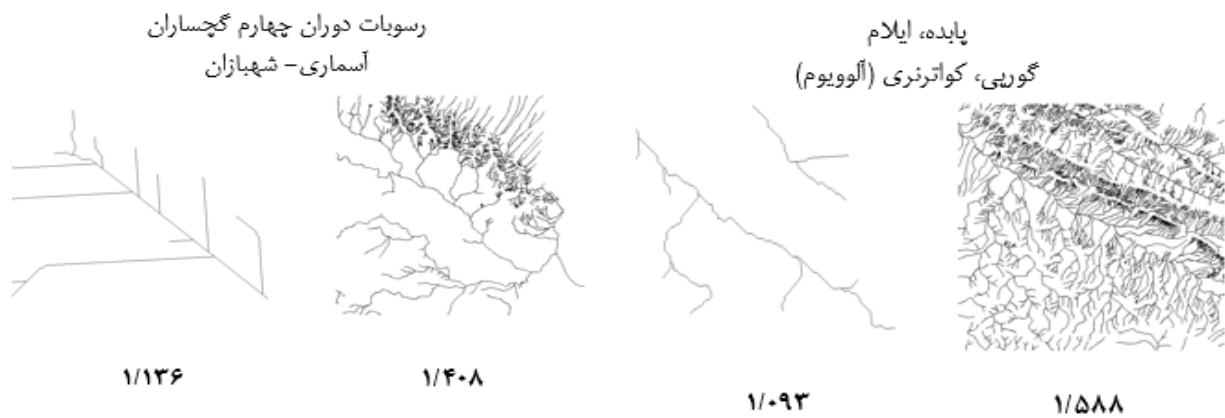 پابده، ایلام
گورپی، کواترنری (آلوویوم)
رسوبات دوران چهارم گچساران
آسماری- شهبازان
۱/۵۸۸
۱/۰۹۳
۱/۴۰۸
۱/۱۳۶